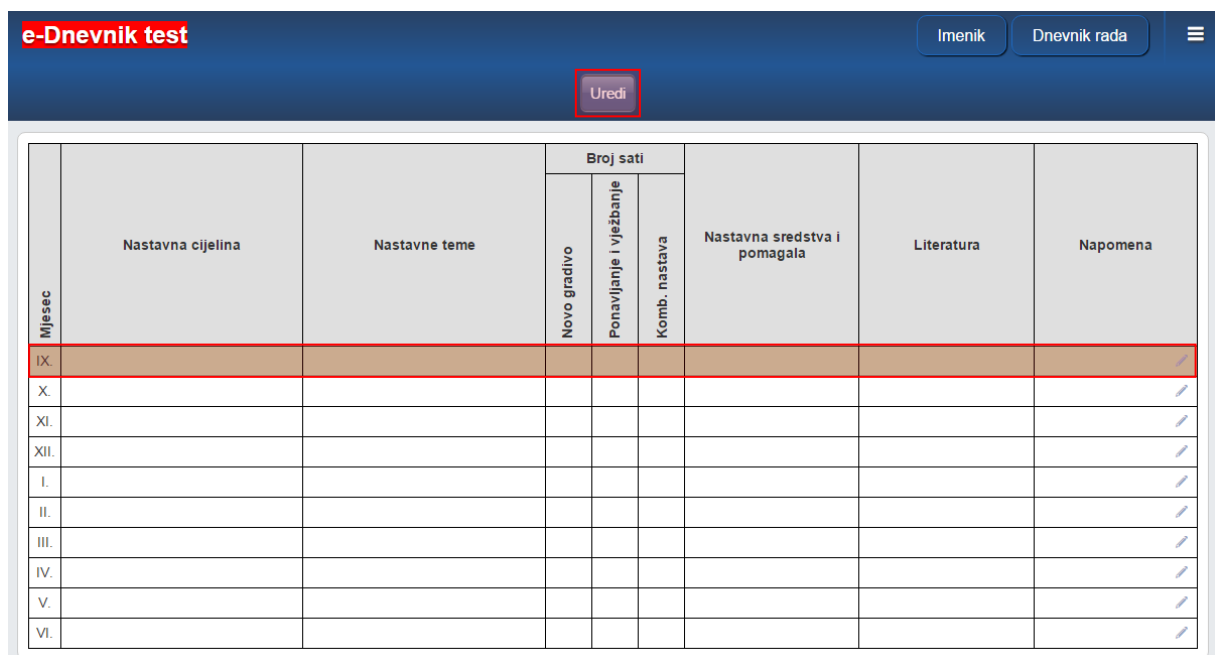 e-Dnevnik test
Imenik
Dnevnik rada
Uredi
Mjesec
Nastavna cijelina
Nastavne teme
Broj sati
Novo gradivo
Ponavljanje i vježbanje
Komb. nastava
Nastavna sredstva i
pomagala
Literatura
Napomena
IX.
X.
XI.
XII.
I.
II.
III.
IV.
V.
VI.